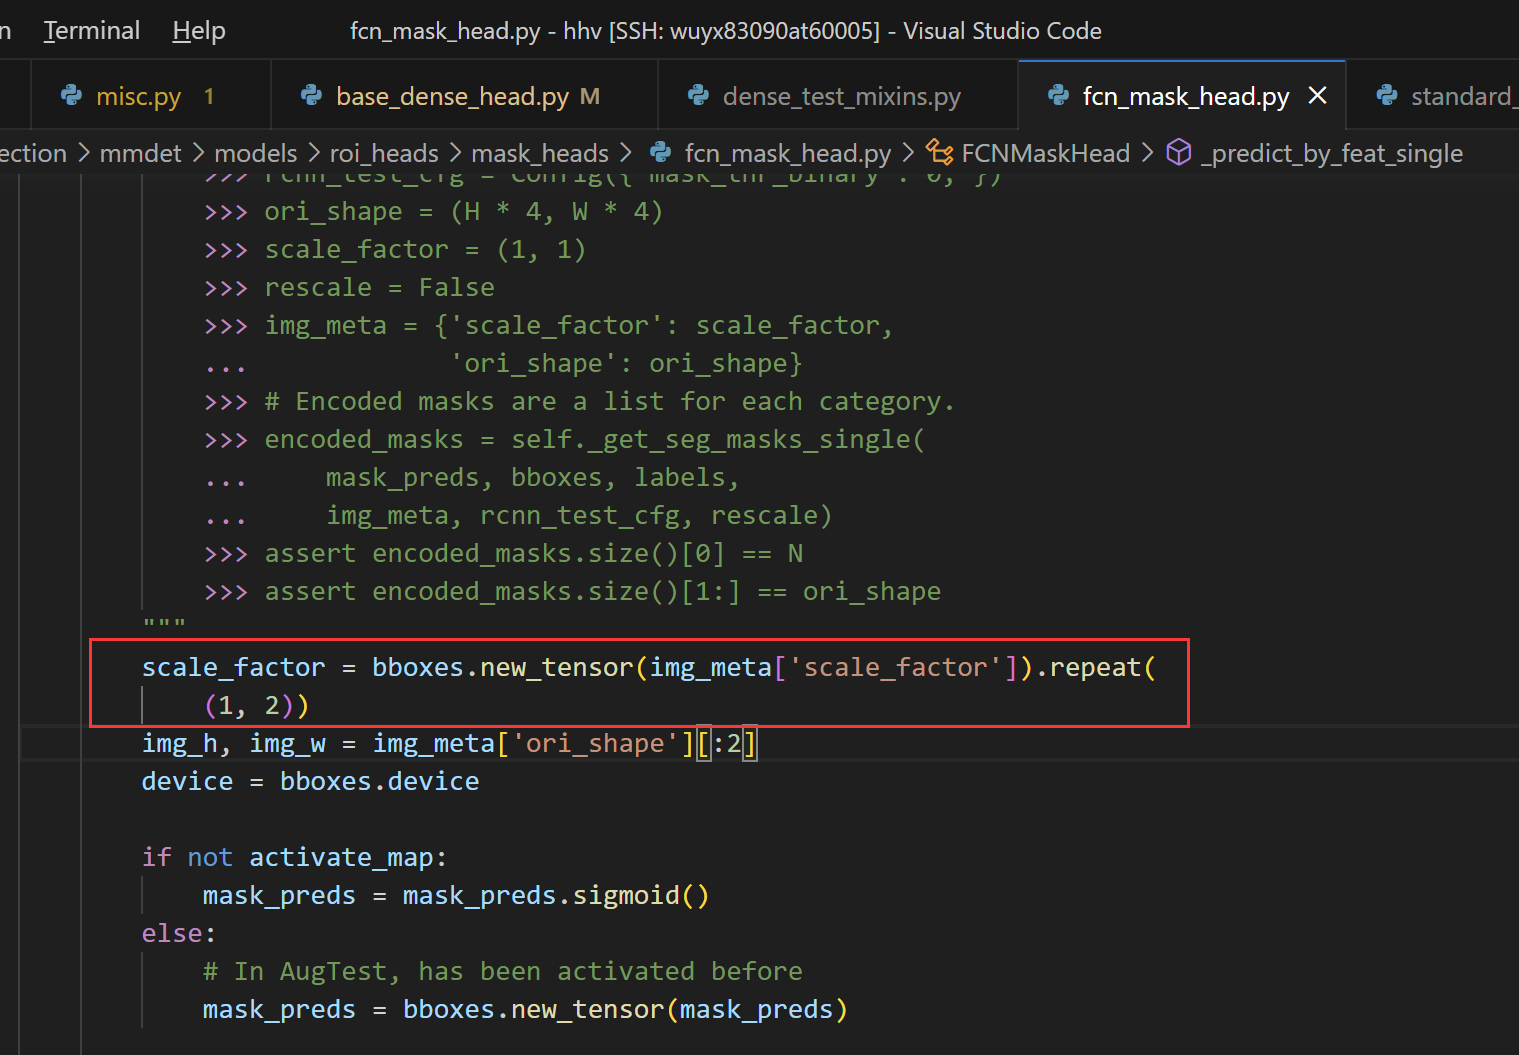 n Terminal Help fcn_mask_head.py - hhv [SSH: wuyx83090at60005] - Visual Studio Code
misc.py 1 base_dense_head.py M dense_test_mixins.py fcn_mask_head.py × standard_
ection > mmdet > models > roi_heads > mask_heads > fcn_mask_head.py > FCNMaskHead > _predict_by_feat_single
>>> rcnn_test_cfg = Config({'mask_thr_binary': 0, })
>>> ori_shape = (H * 4, W * 4)
>>> scale_factor = (1, 1)
>>> rescale = False
>>> img_meta = {'scale_factor': scale_factor,
... 'ori_shape': ori_shape}
>>> # Encoded masks are a list for each category.
>>> encoded_masks = self._get_seg_masks_single(
... mask_preds, bboxes, labels,
... img_meta, rcnn_test_cfg, rescale)
>>> assert encoded_masks.size()[0] == N
>>> assert encoded_masks.size()[1:] == ori_shape
"""
scale_factor = bboxes.new_tensor(img_meta['scale_factor']).repeat(
(1, 2))
img_h, img_w = img_meta['ori_shape'][:2]
device = bboxes.device
if not activate_map:
mask_preds = mask_preds.sigmoid()
else:
# In AugTest, has been activated before
mask_preds = bboxes.new_tensor(mask_preds)